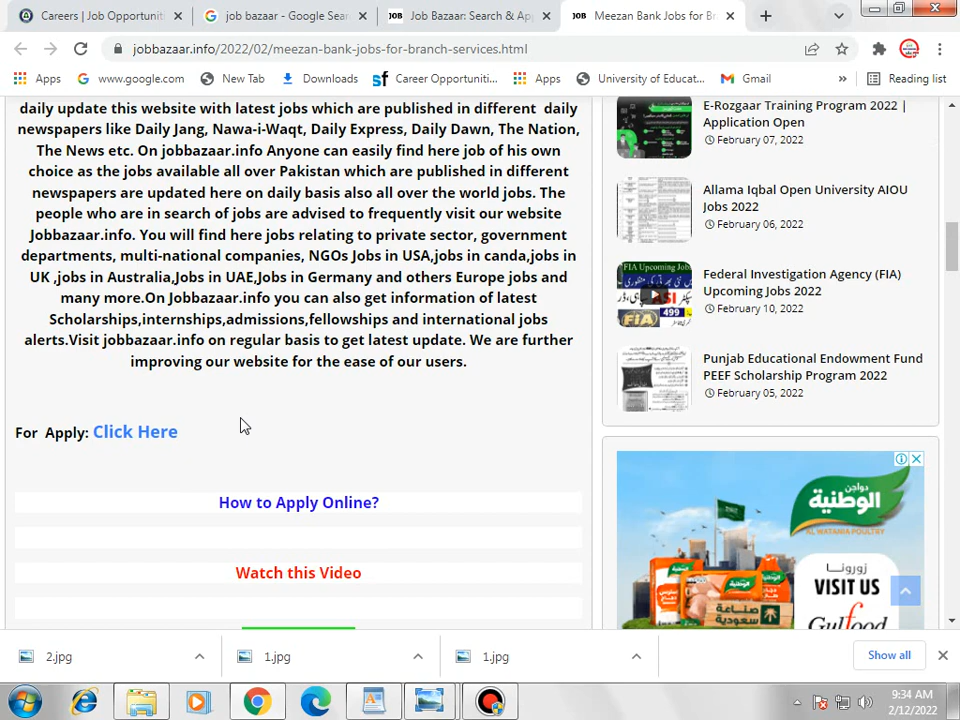 Careers | Job Opportuniti
job bazaar - Google Sear
JOB Job Bazaar: Search & App
JOB Meezan Bank Jobs for Br
jobbazaar.info/2022/02/meezan-bank-jobs-for-branch-services.html
Apps
www.google.com
New Tab
Downloads
sf Career Opportuniti...
Apps
University of Educat...
Gmail
»
Reading list
daily update this website with latest jobs which are published in different daily
newspapers like Daily Jang, Nawa-i-Waqt, Daily Express, Daily Dawn, The Nation,
The News etc. On jobbazaar.info Anyone can easily find here job of his own
choice as the jobs available all over Pakistan which are published in different
newspapers are updated here on daily basis also all over the world jobs. The
people who are in search of jobs are advised to frequently visit our website
Jobbazaar.info. You will find here jobs relating to private sector, government
departments, multi-national companies, NGOs Jobs in USA,jobs in canda,jobs in
UK ,jobs in Australia,Jobs in UAE,Jobs in Germany and others Europe jobs and
many more.On Jobbazaar.info you can also get information of latest
Scholarships,internships,admissions,fellowships and international jobs
alerts.Visit jobbazaar.info on regular basis to get latest update. We are further
improving our website for the ease of our users.
For Apply: Click Here
How to Apply Online?
Watch this Video
E-Rozgaar Training Program 2022 |
Application Open
February 07, 2022
Allama Iqbal Open University AIOU
Jobs 2022
February 06, 2022
FIA Upcoming Jobs
ASI
499
FIA
Federal Investigation Agency (FIA)
Upcoming Jobs 2022
February 10, 2022
Punjab Educational Endowment Fund
PEEF Scholarship Program 2022
February 05, 2022
دواجن
الوطنية
AL WATANIA POULTRY
زورونـا
VISIT US
Gulfood
صناعة
سعودية
2.jpg
1.jpg
1.jpg
Show all
9:34 AM
2/12/2022